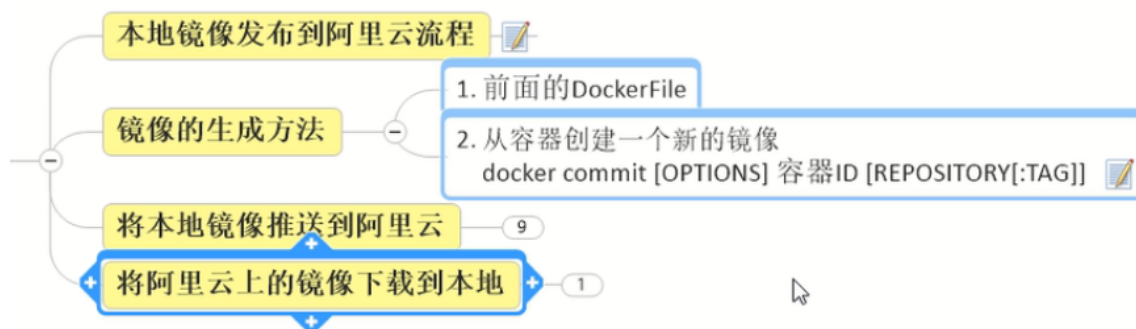 本地镜像发布到阿里云流程
镜像的生成方法
1. 前面的DockerFile
2. 从容器创建一个新的镜像
docker commit [OPTIONS] 容器ID [REPOSITORY[:TAG]]
将本地镜像推送到阿里云
9
将阿里云上的镜像下载到本地
1